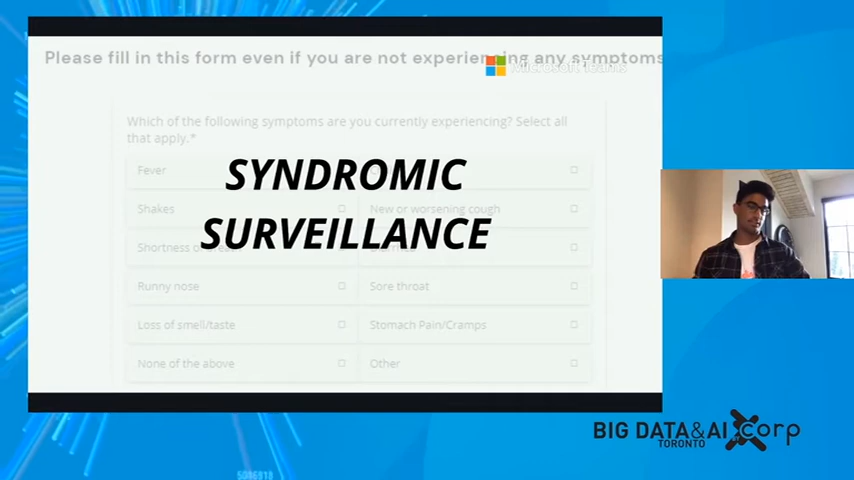 Please fill in this form even if you are not experiencing any symptoms
Microsoft Teams
Which of the following symptoms are you currently experiencing? Select all
that apply.*
Fever
SYNDROMIC
Shakes
New or worsening cough
SURVEILLANCE
Shortness
Runny nose
Sore throat
Loss of smell/taste
Stomach Pain/Cramps
None of the above
Other
BIG DATA&AI
TORONTO
BY
corp
5086918